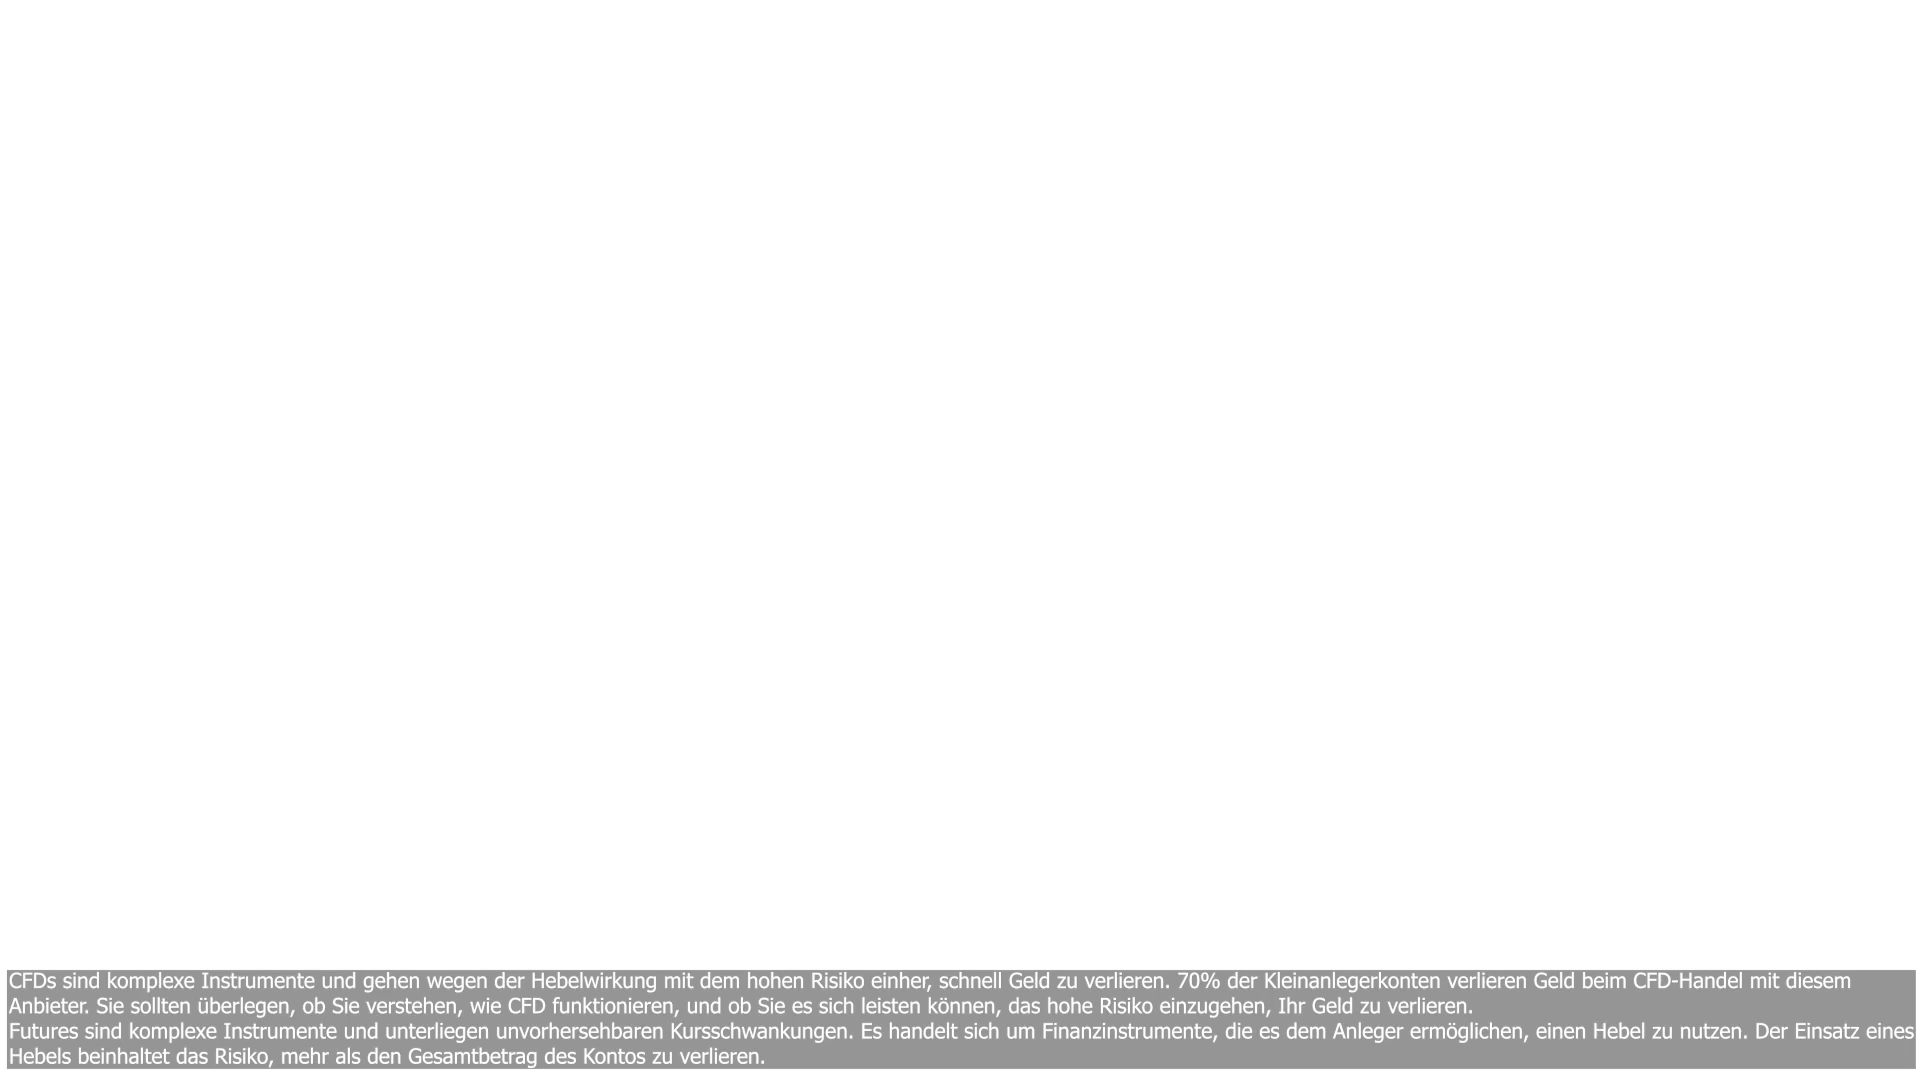 CFDs sind komplexe Instrumente und gehen wegen der Hebelwirkung mit dem hohen Risiko einher, schnell Geld zu verlieren. 70% der Kleinanlegerkonten verlieren Geld beim CFD-Handel mit diesem
Anbieter. Sie sollten überlegen, ob Sie verstehen, wie CFD funktionieren, und ob Sie es sich leisten können, das hohe Risiko einzugehen, Ihr Geld zu verlieren.
Futures sind komplexe Instrumente und unterliegen unvorhersehbaren Kursschwankungen. Es handelt sich um Finanzinstrumente, die es dem Anleger ermöglichen, einen Hebel zu nutzen. Der Einsatz eines
Hebels beinhaltet das Risiko, mehr als den Gesamtbetrag des Kontos zu verlieren.